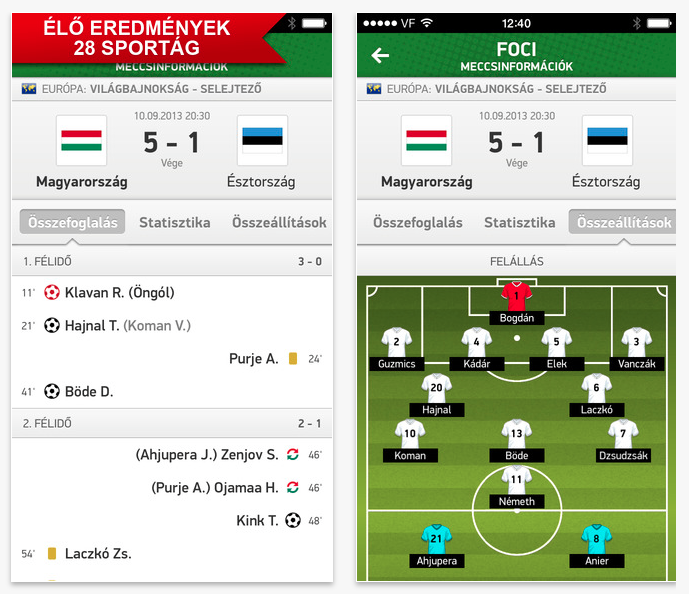 ÉLŐ EREDMÉNYEK
28 SPORTÁG
MECCSINFORMÁCIÓK
EURÓPA: VILÁGBAJNOKSÁG - SELEJTEZŐ
10.09.2013 20:30
5 - 1
Vége
Magyarország
Észtország
Összefoglalás Statisztika Összeállítások
1. FÉLIDŐ 3 - 0
11' Klavan R. (Öngól)
21' Hajnal T. (Koman V.)
Purje A. 24'
41' Böde D.
2. FÉLIDŐ 2 - 1
(Ahjupera J.) Zenjov S. 46'
(Purje A.) Ojamaa H. 46'
Kink T. 48'
54' Laczkó Zs.
VF 12:40
FOCI
MECCSINFORMÁCIÓK
EURÓPA: VILÁGBAJNOKSÁG - SELEJTEZŐ
10.09.2013 20:30
5 - 1
Vége
Magyarország
Észtország
Összefoglalás Statisztika Összeállítások
FELÁLLÁS
1
Bogdán
2 4 5 3
Guzmics Kádár Elek Vanczák
20 6
Hajnal Laczkó
10 13 7
Koman Böde Dzsudzsák
11
Németh
21 8
Ahjupera Anier